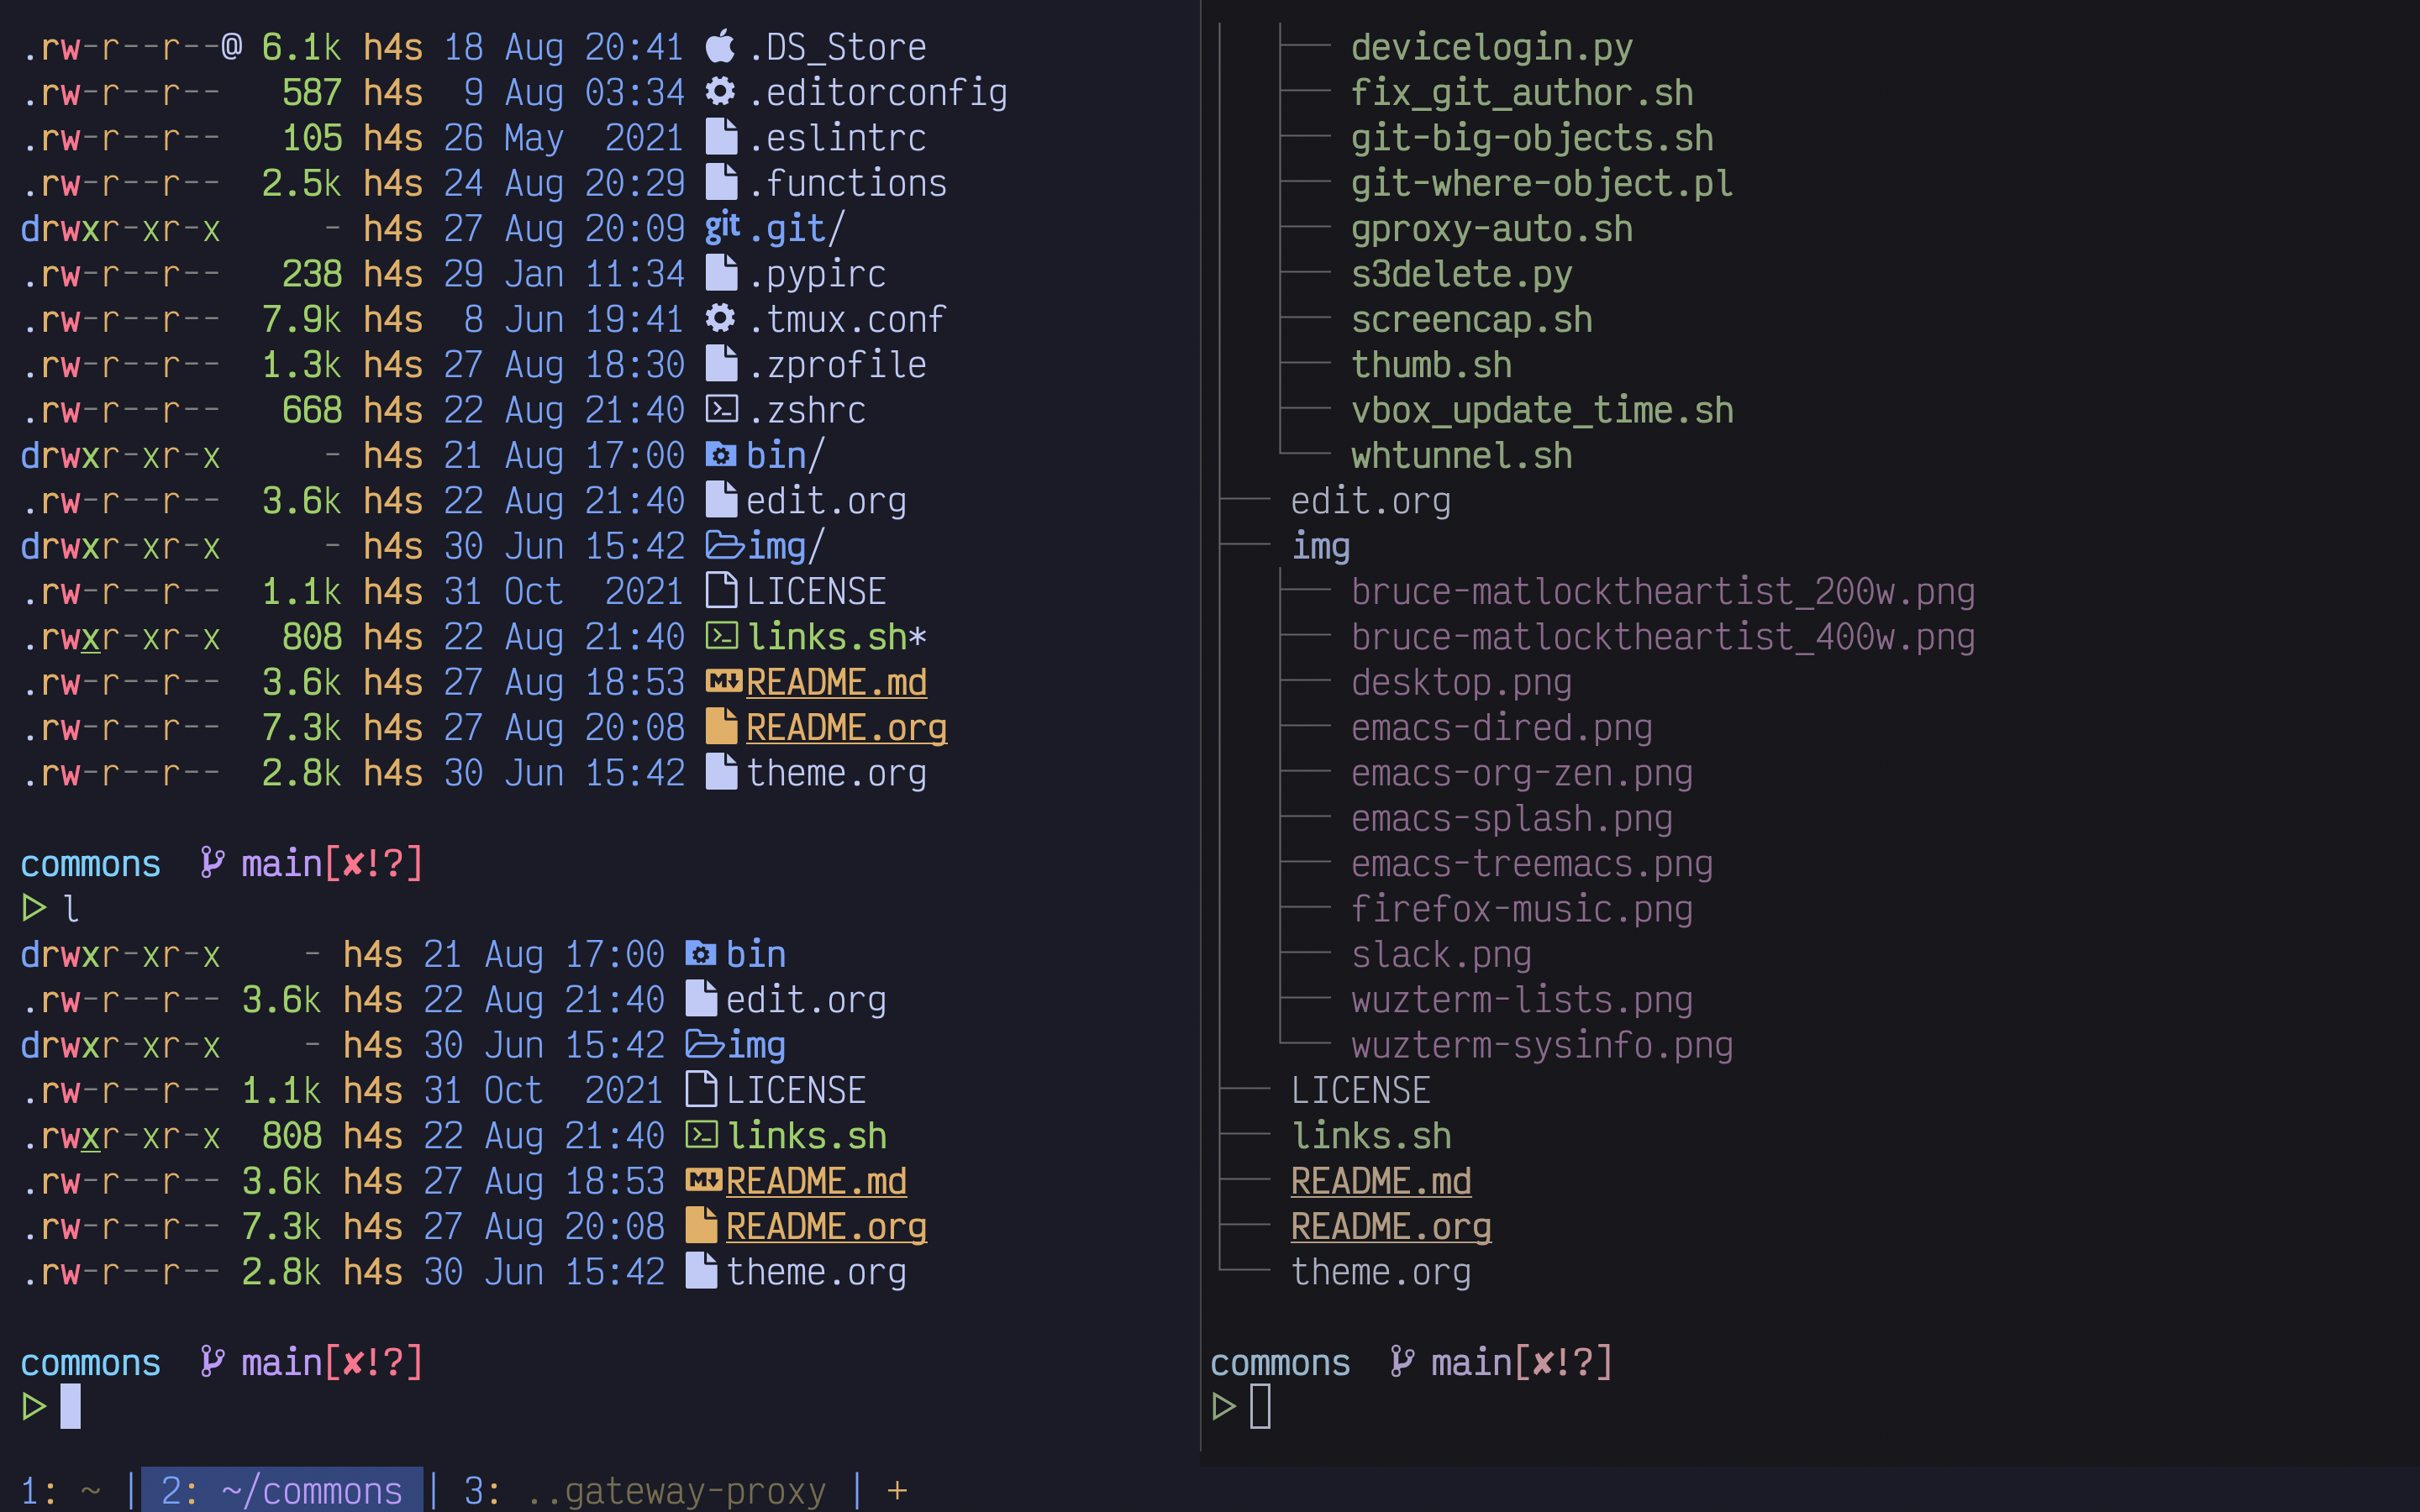 .rw-r--r--@ 6.1k h4s 18 Aug 20:41 .DS_Store
.rw-r--r-- 587 h4s 9 Aug 03:34 .editorconfig
.rw-r--r-- 105 h4s 26 May 2021 .eslintrc
.rw-r--r-- 2.5k h4s 24 Aug 20:29 .functions
drwxr-xr-x - h4s 27 Aug 20:09 git .git/
.rw-r--r-- 238 h4s 29 Jan 11:34 .pypirc
.rw-r--r-- 7.9k h4s 8 Jun 19:41 .tmux.conf
.rw-r--r-- 1.3k h4s 27 Aug 18:30 .zprofile
.rw-r--r-- 668 h4s 22 Aug 21:40 .zshrc
drwxr-xr-x - h4s 21 Aug 17:00 bin/
.rw-r--r-- 3.6k h4s 22 Aug 21:40 edit.org
drwxr-xr-x - h4s 30 Jun 15:42 img/
.rw-r--r-- 1.1k h4s 31 Oct 2021 LICENSE
.rwxr-xr-x 808 h4s 22 Aug 21:40 links.sh*
.rw-r--r-- 3.6k h4s 27 Aug 18:53 README.md
.rw-r--r-- 7.3k h4s 27 Aug 20:08 README.org
.rw-r--r-- 2.8k h4s 30 Jun 15:42 theme.org
commons main[✘!?]
▷ l
drwxr-xr-x - h4s 21 Aug 17:00 bin
.rw-r--r-- 3.6k h4s 22 Aug 21:40 edit.org
drwxr-xr-x - h4s 30 Jun 15:42 img
.rw-r--r-- 1.1k h4s 31 Oct 2021 LICENSE
.rwxr-xr-x 808 h4s 22 Aug 21:40 links.sh
.rw-r--r-- 3.6k h4s 27 Aug 18:53 README.md
.rw-r--r-- 7.3k h4s 27 Aug 20:08 README.org
.rw-r--r-- 2.8k h4s 30 Jun 15:42 theme.org
commons main[✘!?]
▷
devicelogin.py
fix_git_author.sh
git-big-objects.sh
git-where-object.pl
gproxy-auto.sh
s3delete.py
screencap.sh
thumb.sh
vbox_update_time.sh
whtunnel.sh
edit.org
img
bruce-matlocktheartist_200w.png
bruce-matlocktheartist_400w.png
desktop.png
emacs-dired.png
emacs-org-zen.png
emacs-splash.png
emacs-treemacs.png
firefox-music.png
slack.png
wuzterm-lists.png
wuzterm-sysinfo.png
LICENSE
links.sh
README.md
README.org
theme.org
commons main[✘!?]
▷
1: ~ | 2: ~/commons | 3: ..gateway-proxy | +